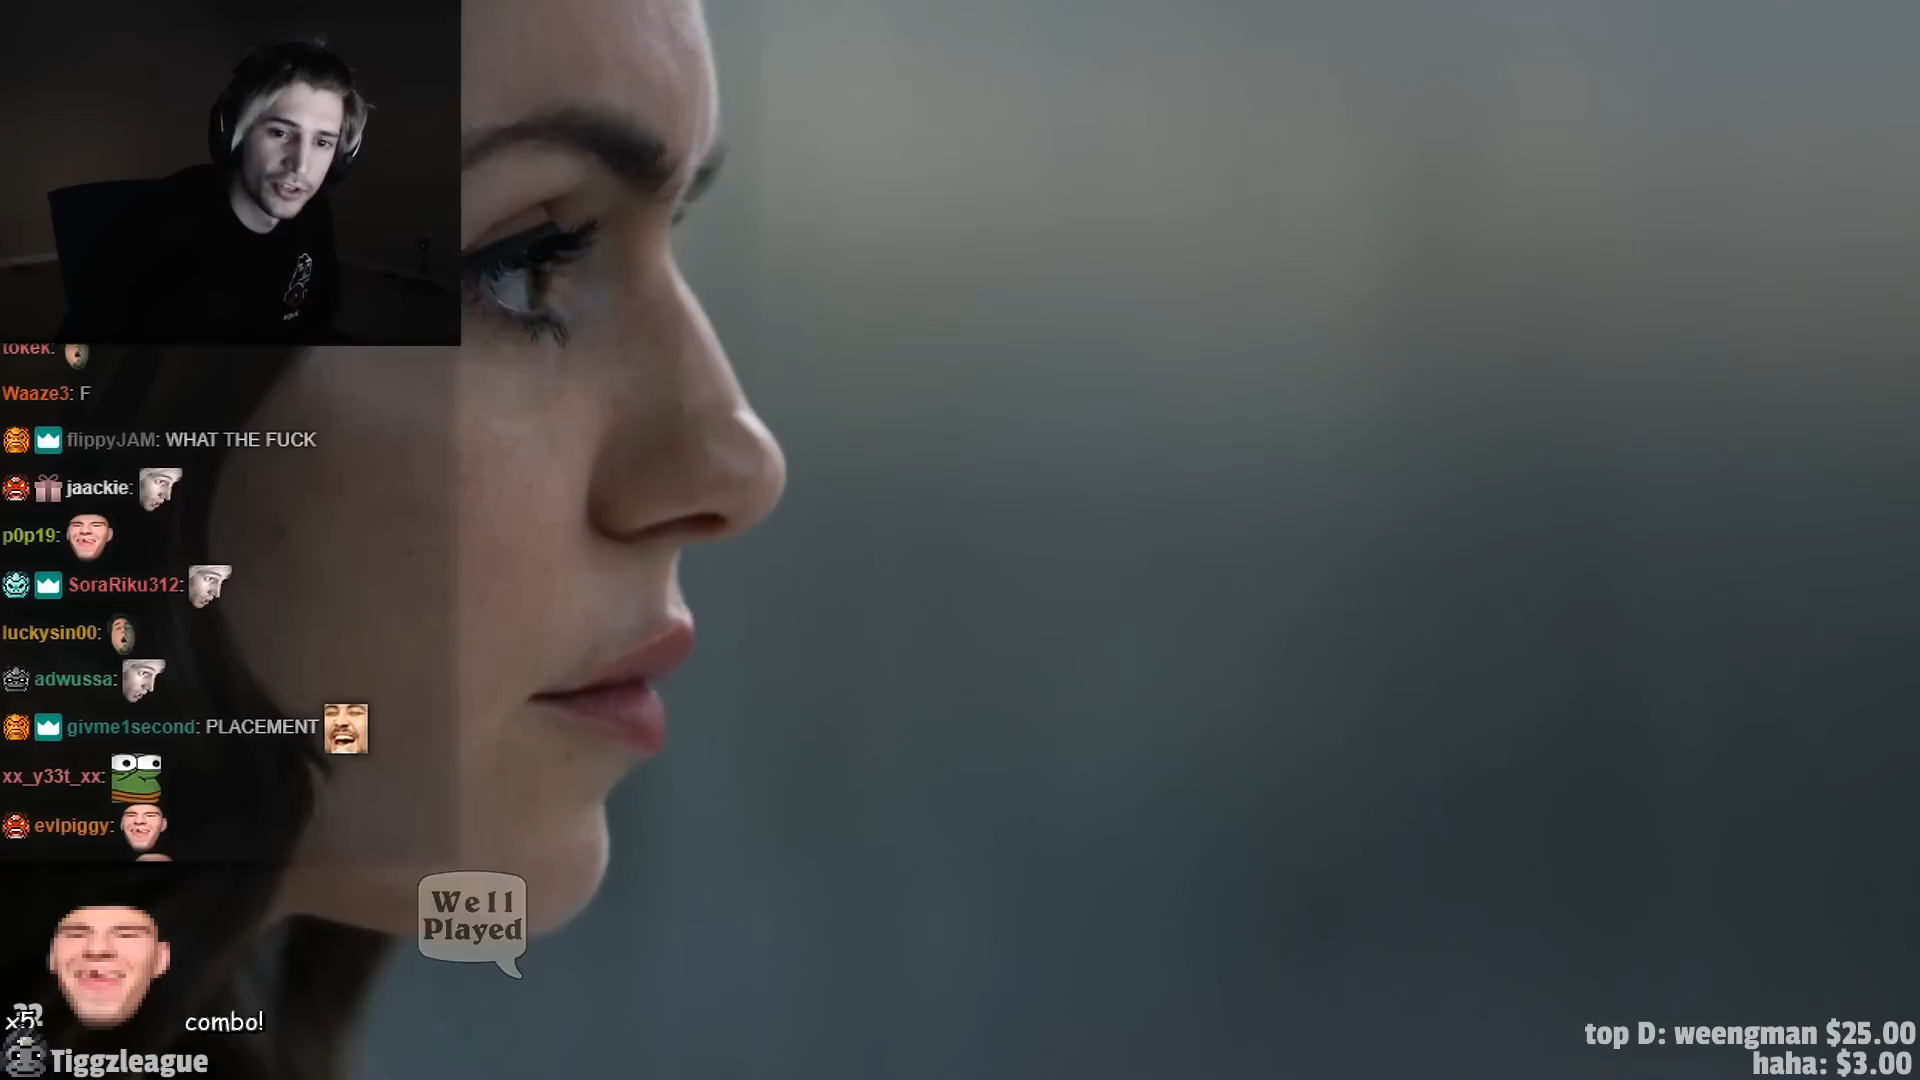 tokek:
Waaze3: F
flippyJAM: WHAT THE FUCK
jaackie:
p0p19:
SoraRiku312:
luckysin00:
adwussa:
givme1second: PLACEMENT
xx_y33t_xx:
evlpiggy:
Well
Played
x5
combo!
Tiggzleague
top D: weengman $25.00
haha: $3.00